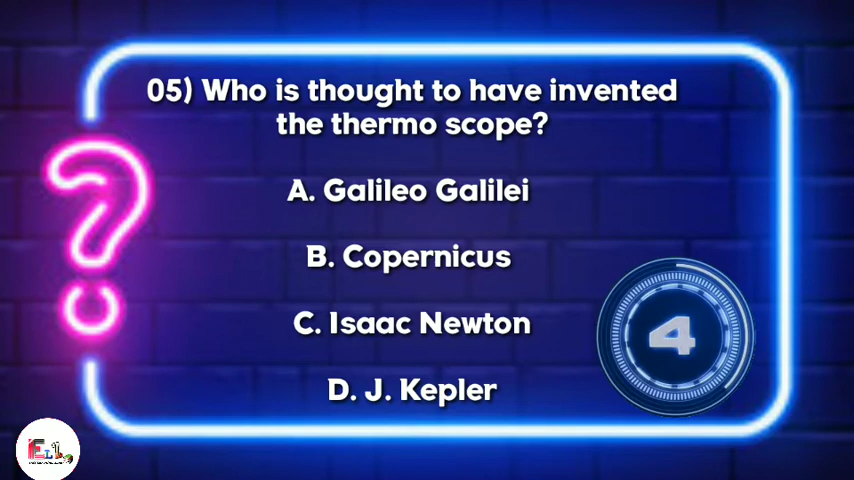 05) Who is thought to have invented
the thermo scope?
A. Galileo Galilei
B. Copernicus
C. Isaac Newton
4
D. J. Kepler